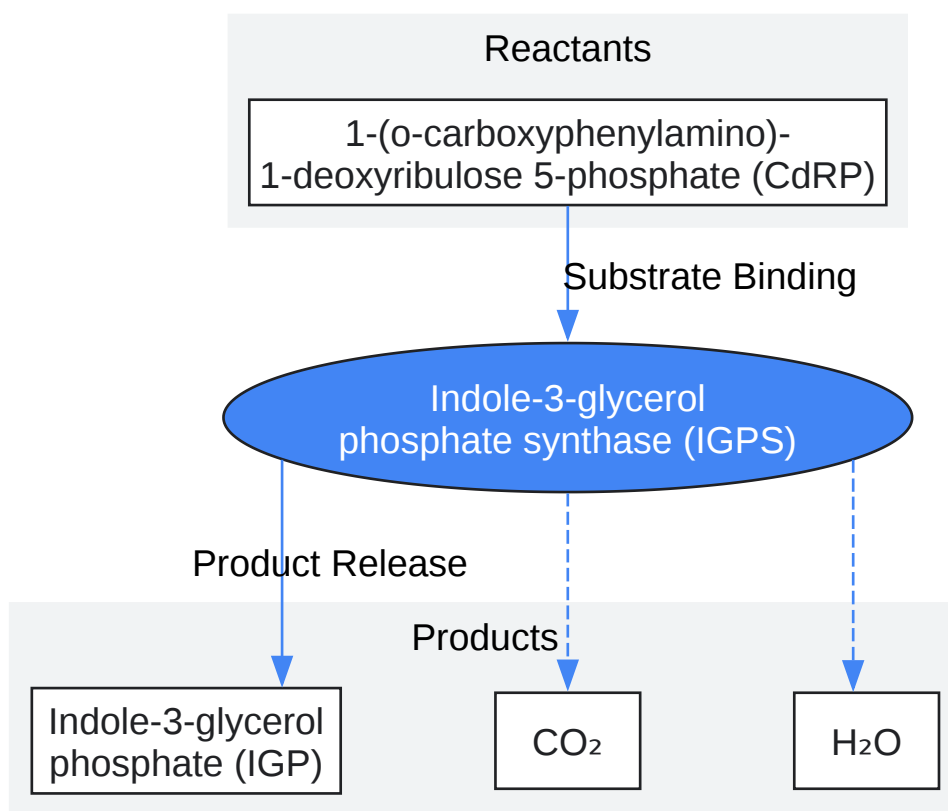 Reactants
1-(o-carboxyphenylamino)-
1-deoxyribulose 5-phosphate (CdRP)
Substrate Binding
Indole-3-glycerol
phosphate synthase (IGPS)
Product Release
Products
Indole-3-glycerol
phosphate (IGP)
CO₂
H₂O